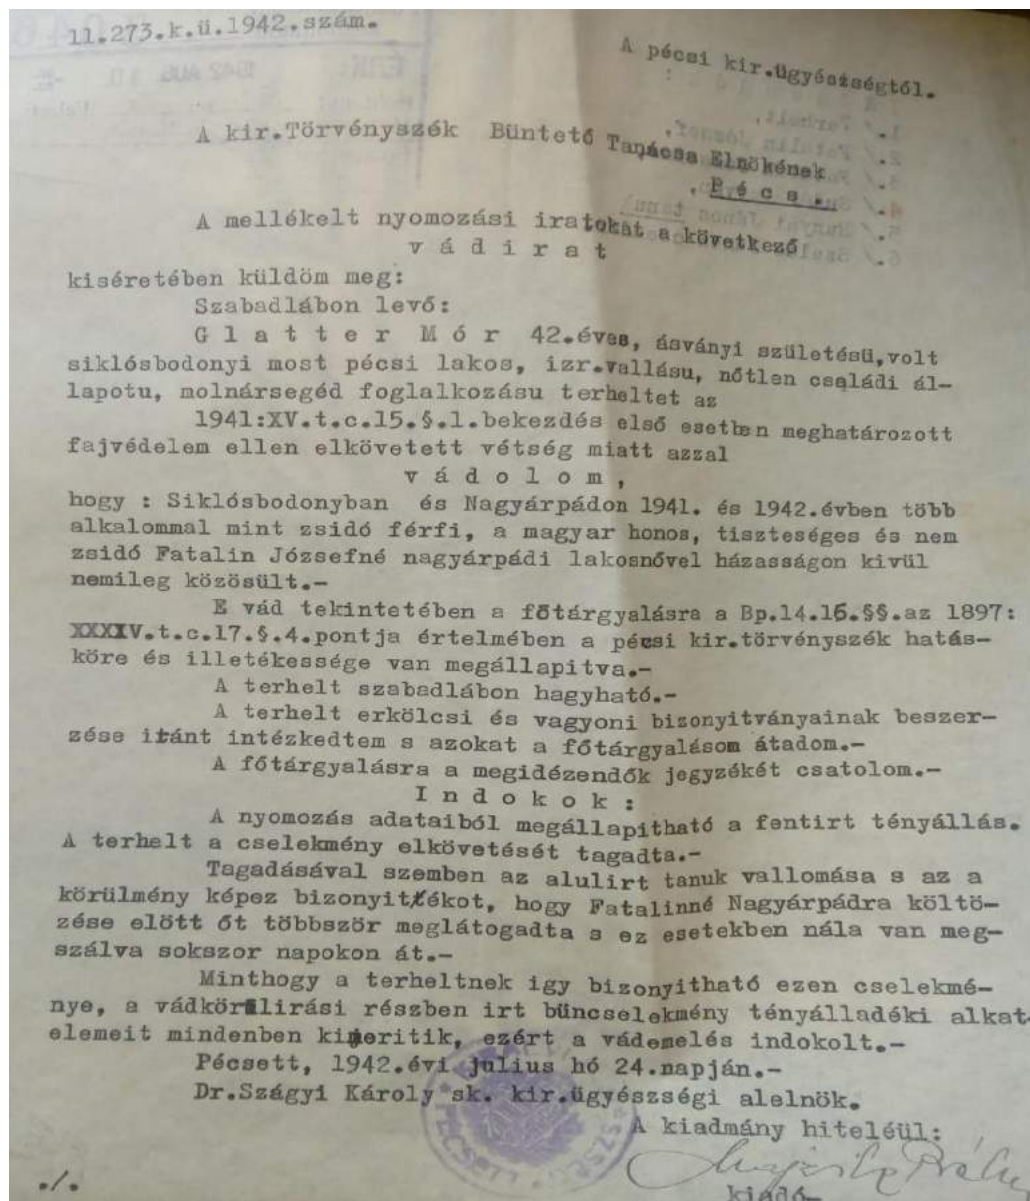 11.273.k.ü.1942.szám.
A pécsi kir.ügyészségtől.
A kir.Törvényszék Büntető Tanácsa Elnökének
P é c s .
A mellékelt nyomozási iratokat a következő
v á d i r a t
kiséretében küldöm meg:
Szabadlábon levő:
G l a t t e r M ó r 42.éves, ásványi születésü,volt
siklósbodonyi most pécsi lakos, izr.vallásu, nőtlen családi ál-
lapotu, molnársegéd foglalkozásu terheltet az
1941:XV.t.c.15.§.1.bekezdés első esetben meghatározott
fajvédelem ellen elkövetett vétség miatt azzal
v á d o l o m ,
hogy : Siklósbodonyban és Nagyárpádon 1941. és 1942.évben több
alkalommal mint zsidó férfi, a magyar honos, tiszteséges és nem
zsidó Fatalin Józsefné nagyárpádi lakosnővel házasságon kivül
nemileg közösült.-
E vád tekintetében a főtárgyalásra a Bp.14.16.§§.az 1897:
XXXIV.t.c.17.§.4.pontja értelmében a pécsi kir.törvényszék hatás-
köre és illetékessége van megállapitva.-
A terhelt szabadlábon hagyható.-
A terhelt erkölcsi és vagyoni bizonyitványainak beszer-
zése iránt intézkedtem s azokat a főtárgyalásom átadom.-
A főtárgyalásra a megidézendők jegyzékét csatolom.-
I n d o k o k :
A nyomozás adataiból megállapitható a fentirt tényállás.
A terhelt a cselekmény elkövetését tagadta.-
Tagadásával szemben az alulirt tanuk vallomása s az a
körülmény képez bizonyitékot, hogy Fatalinné Nagyárpádra költö-
zése előtt őt többször meglátogadta s ez esetekben nála van meg-
szálva sokszor napokon át.-
Minthogy a terheltnek igy bizonyitható ezen cselekmé-
nye, a vádkörülirási részben irt büncselekmény tényálladéki alkat-
elemeit mindenben kimeritik, ezért a vádemelés indokolt.-
Pécsett, 1942.évi julius hó 24.napján.-
Dr.Szágyi Károly sk. kir.ügyészségi alelnök.
A kiadmány hiteléül:
kiadó
./.